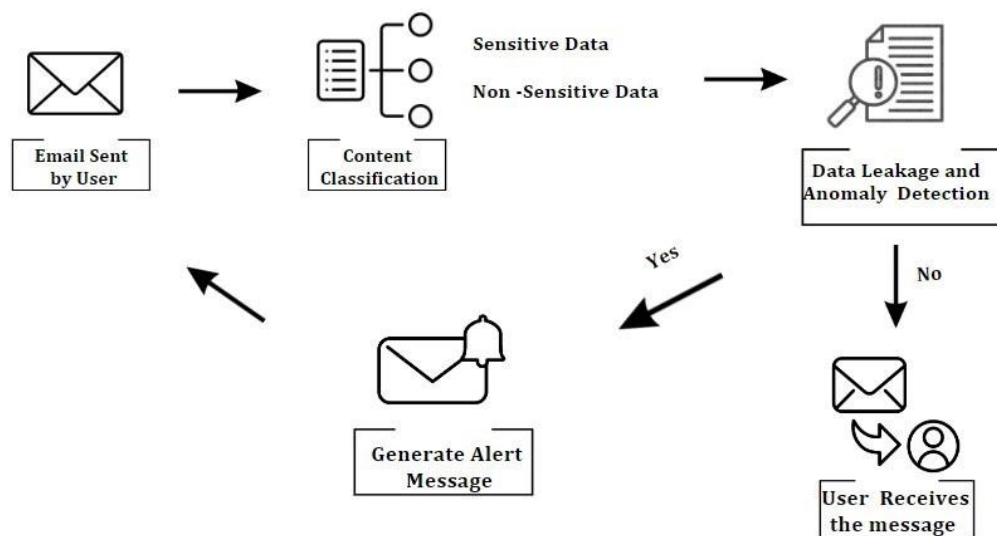 Sensitive Data
Non -Sensitive Data
Email Sent
by User
Content
Classification
Data Leakage and
Anomaly Detection
Yes
No
Generate Alert
Message
User Receives
the message